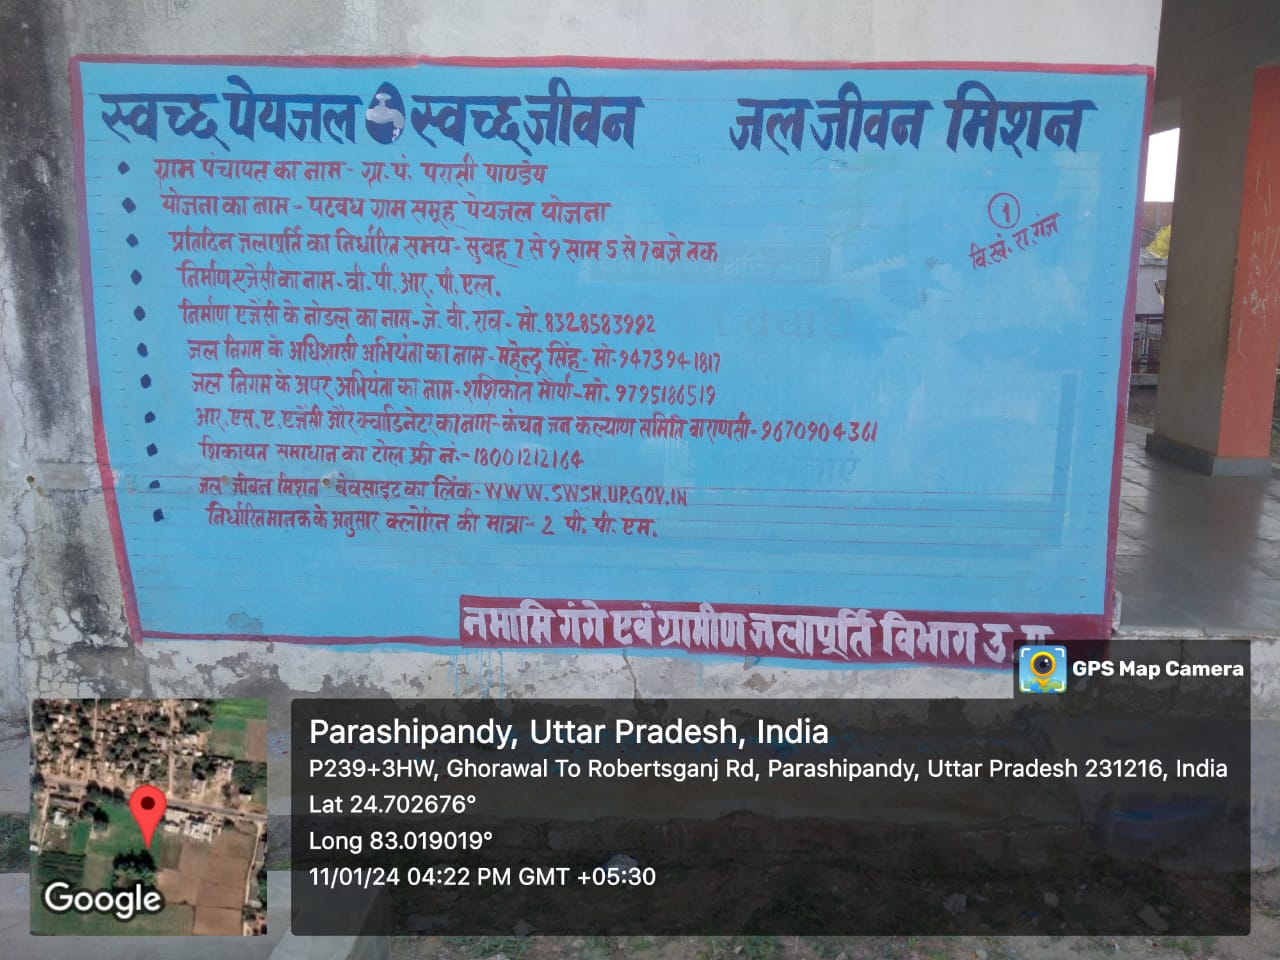 स्वच्छ पेयजल स्वच्छ जीवन जल जीवन मिशन
ग्राम पंचायत का नाम- ग्रा. पं. परासी पाण्डेय
योजना का नाम - पटवध ग्राम समूह पेयजल योजना
प्रतिदिन जलापूर्ति का निर्धारित समय- सुबह 7 से 9 साम 5 से 7 बजे तक
1
वि.खं. रा. गंज
निर्माण एजेंसी का नाम- वी. पी. आर. पी. एल.
निर्माण एजेंसी के नोडल का नाम- जे. वी. राव- मो. 8328583992
जल निगम के अधिशासी अभियंता का नाम- महेन्द्र सिंह- मो- 947394-1817
जल निगम के अपर अभियंता का नाम- शशिकांत मौर्या- मो. 9795186519
आर. एस. ए. एजेंसी और क्वाडिनेटर का नाम- कंचन जन कल्याण समिति वाराणसी- 9670904361
शिकायत समाधान का टोल फ्री नं.- 18001212164
जल जीवन मिशन वेवसाइट का लिंक- WWW.SWSM.UP.GOV.IN
निर्धारित मानक के अनुसार क्लोरिन की मात्रा- 2 पी. पी. एम.
नमामि गंगे एवं ग्रामीण जलापूर्ति विभाग उ. प्र.
GPS Map Camera
Parashipandy, Uttar Pradesh, India
P239+3HW, Ghorawal To Robertsganj Rd, Parashipandy, Uttar Pradesh 231216, India
Lat 24.702676°
Long 83.019019°
11/01/24 04:22 PM GMT +05:30
Google